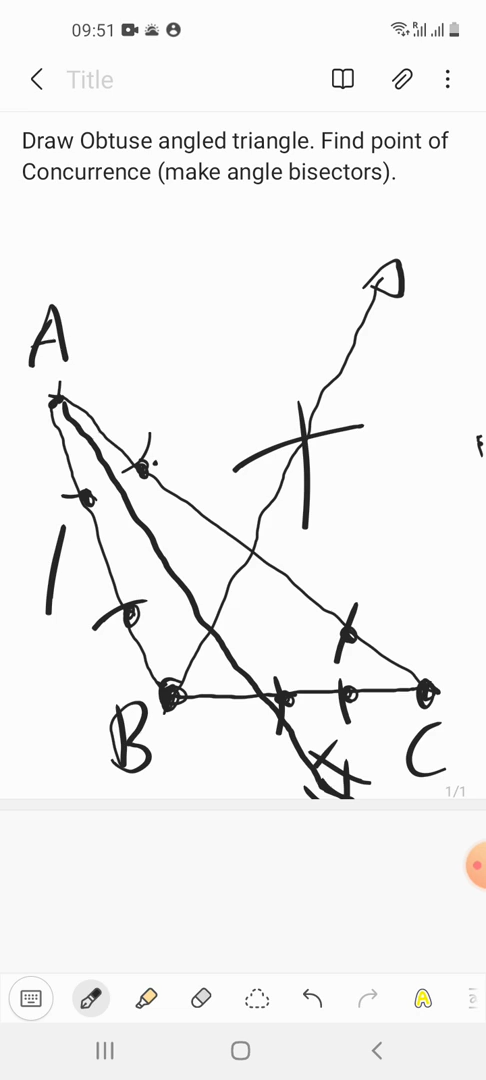 09:51
Title
Draw Obtuse angled triangle. Find point of
Concurrence (make angle bisectors).
A
B
C
1/1
A